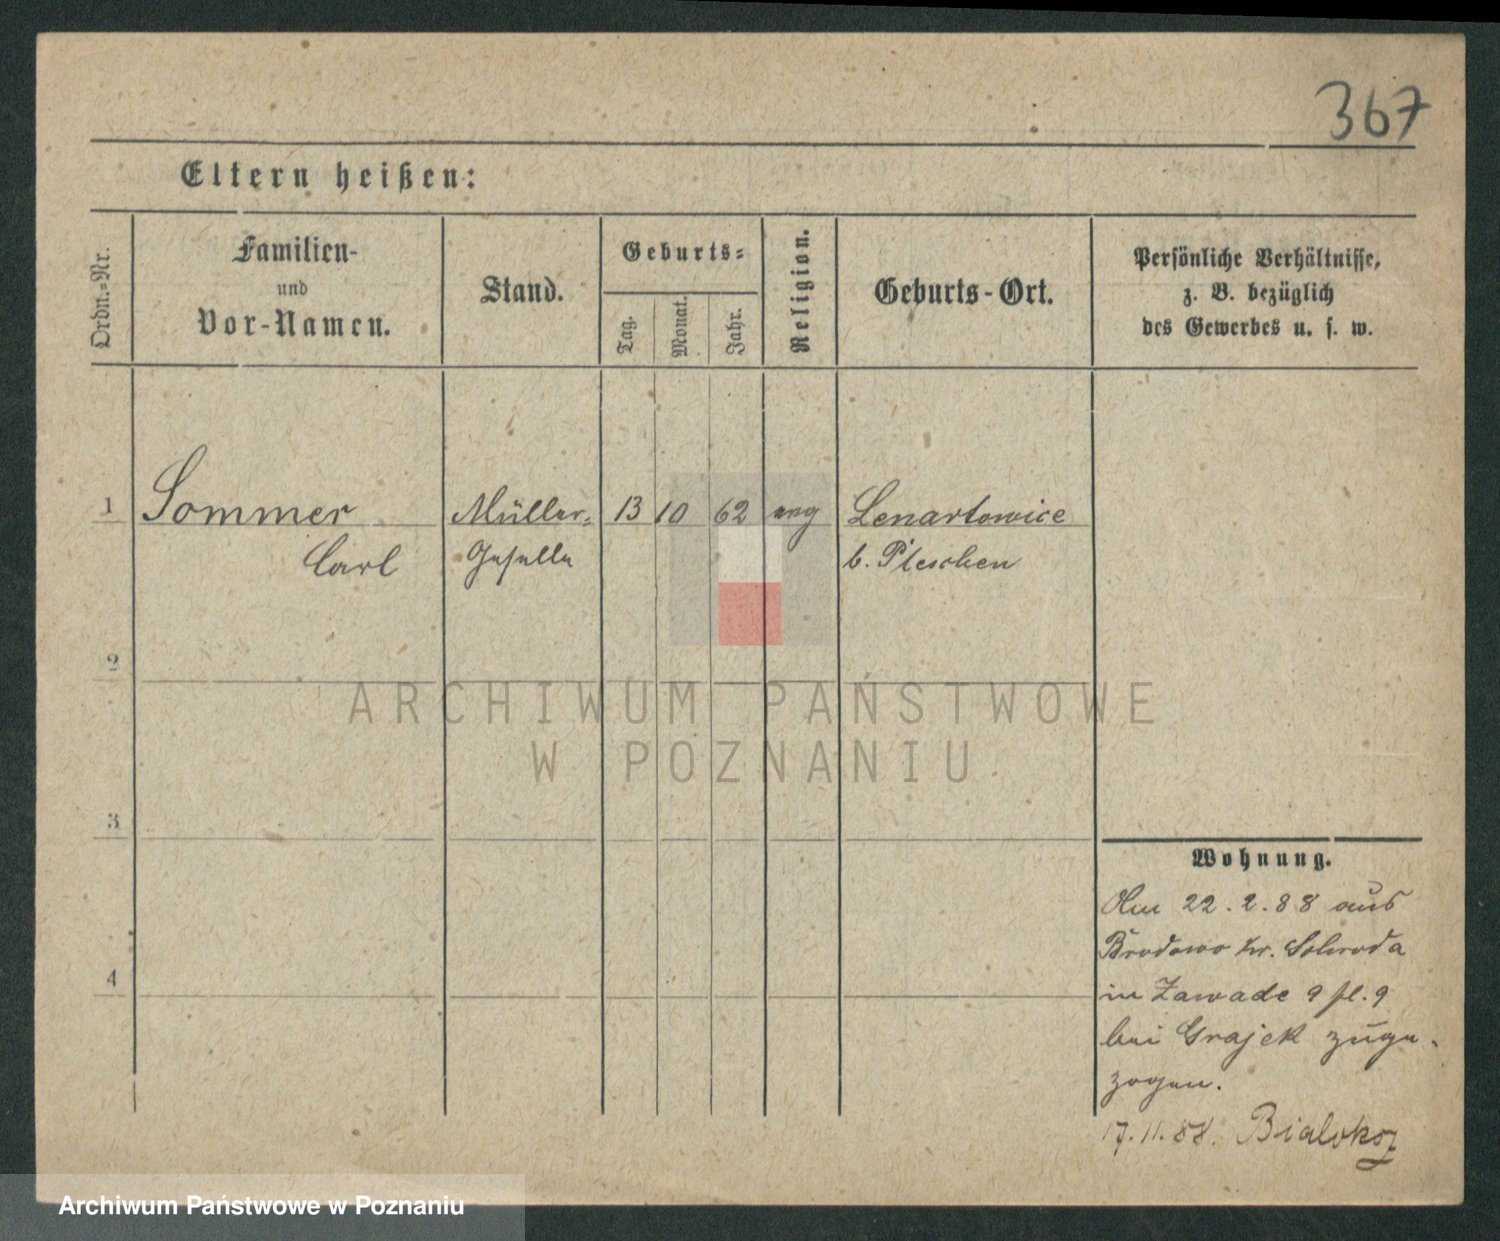 367
Eltern heißen:
Ordn.-Nr.
Familien-
und
Vor-Namen.
Stand.
Geburts-
Tag.
Monat.
Jahr.
Religion.
Geburts-Ort.
Persönliche Verhältnisse,
z. B. bezüglich
des Gewerbes u. s. w.
1 Sommer Müller- 13 10 62 evg Lenartowice
Carl Geselle b. Pleschen
2
ARCHIWUM PAŃSTWOWE
W POZNANIU
3
Wohnung.
Am 22.2.88 aus
Brodowo Kr. Schroda
4
in Zawade 9 pl. 9
bei Grajek zuge-
zogen.
17.11.88. Bialokosz
Archiwum Państwowe w Poznaniu